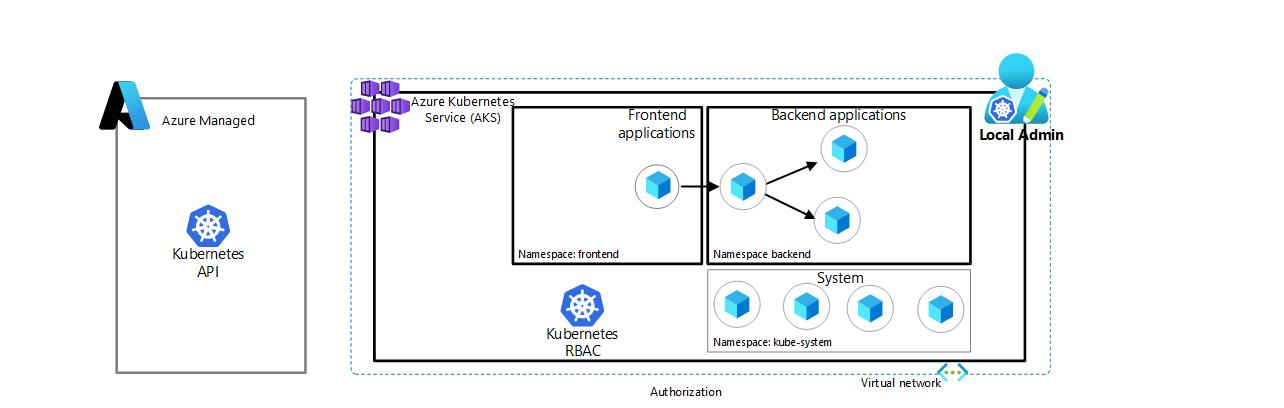 Azure Managed
Kubernetes
API
Azure Kubernetes
Service (AKS)
Frontend
applications
Namespace: frontend
Backend applications
Namespace backend
System
Namespace: kube-system
Kubernetes
RBAC
Local Admin
Virtual network
Authorization